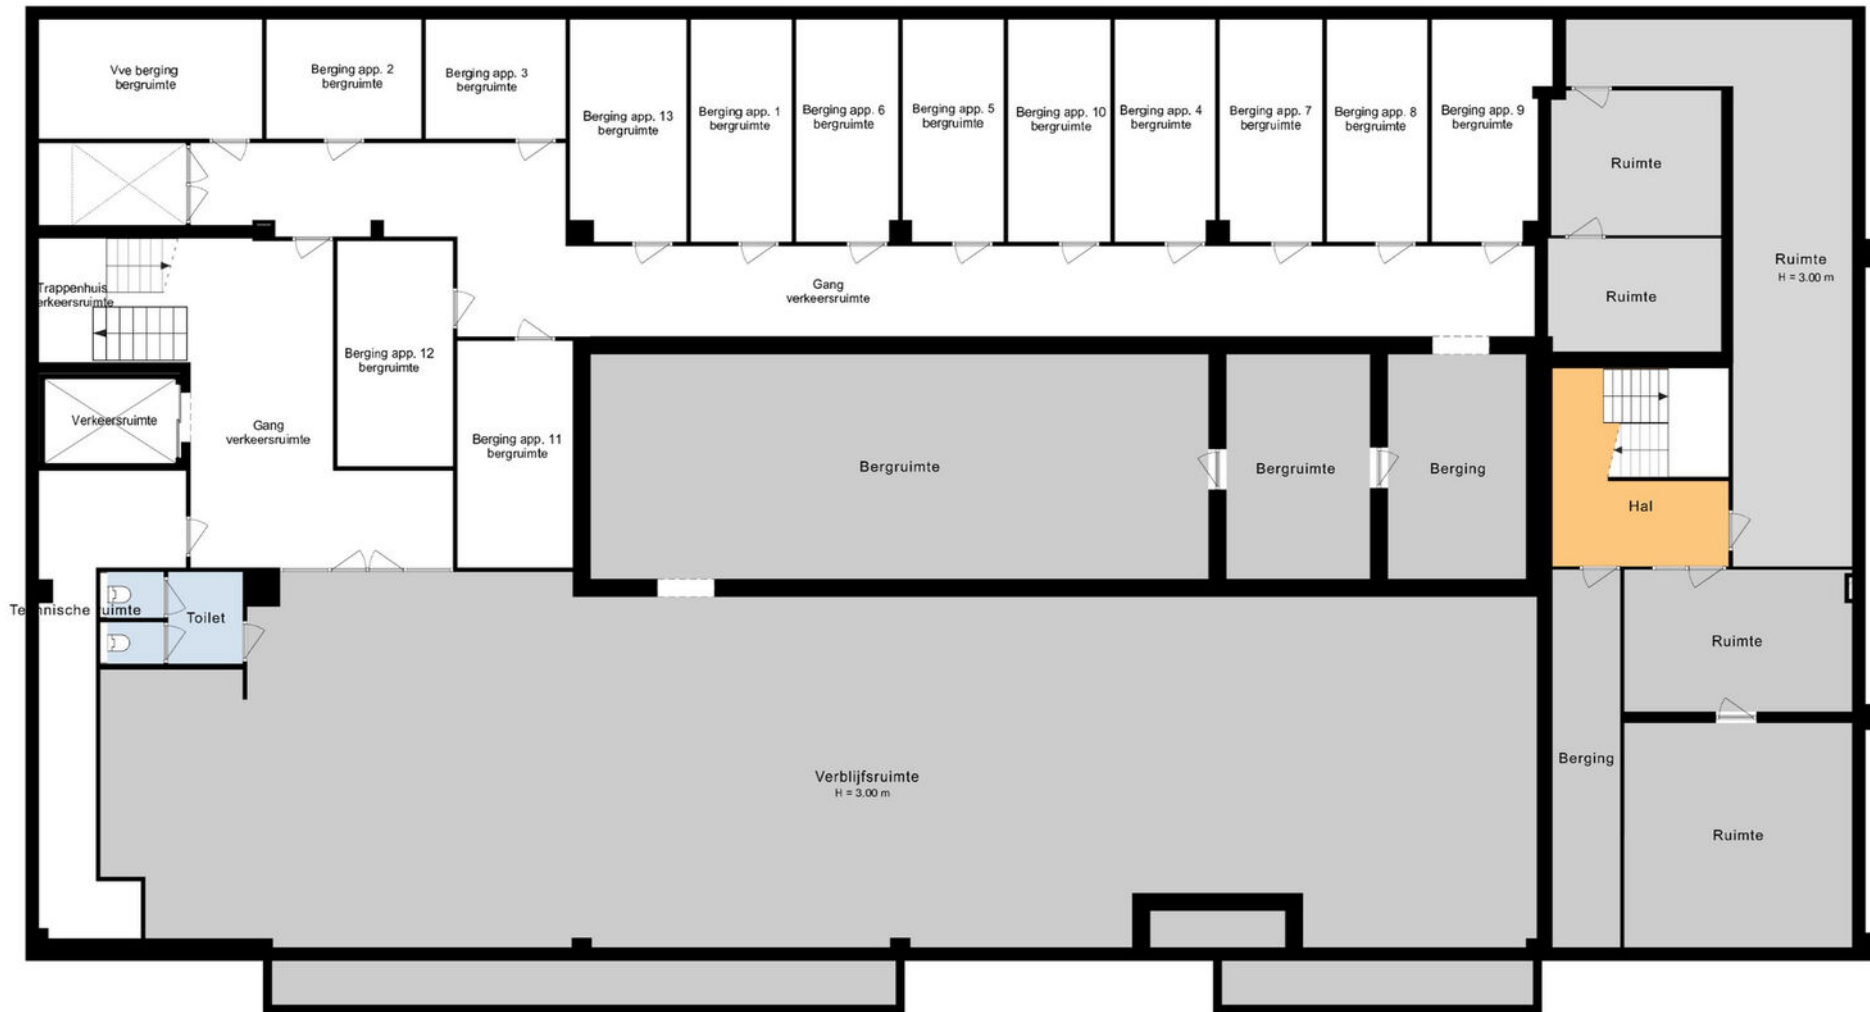 Vve berging
bergruimte
Berging app. 2
bergruimte
Berging app. 3
bergruimte
Berging app. 13
bergruimte
Berging app. 1
bergruimte
Berging app. 6
bergruimte
Berging app. 5
bergruimte
Berging app. 10
bergruimte
Berging app. 4
bergruimte
Berging app. 7
bergruimte
Berging app. 8
bergruimte
Berging app. 9
bergruimte
Ruimte
Ruimte
H = 3.00 m
Ruimte
Trappenhuis
erkeersruimte
Gang
verkeersruimte
Berging app. 12
bergruimte
Verkeersruimte
Gang
verkeersruimte
Berging app. 11
bergruimte
Bergruimte
Bergruimte
Berging
Hal
Technische ruimte
Toilet
Ruimte
Verblijfsruimte
H = 3.00 m
Berging
Ruimte